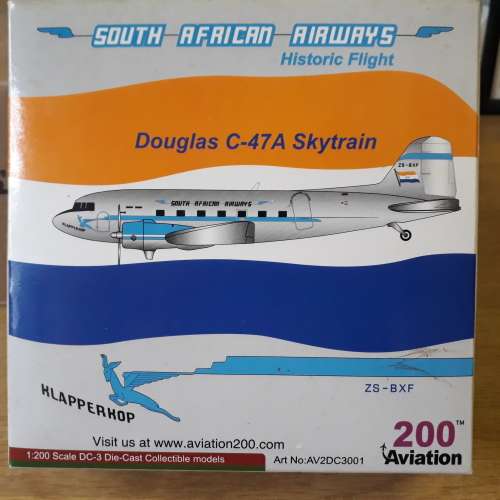 SOUTH AFRICAN AIRWAYS
Historic Flight
Douglas C-47A Skytrain
ZS-BXF
SOUTH AFRICAN AIRWAYS
KLAPPERKOP
KLAPPERKOP
ZS-BXF
Visit us at www.aviation200.com
200™
Aviation
1:200 Scale DC-3 Die-Cast Collectible models
Art No:AV2DC3001